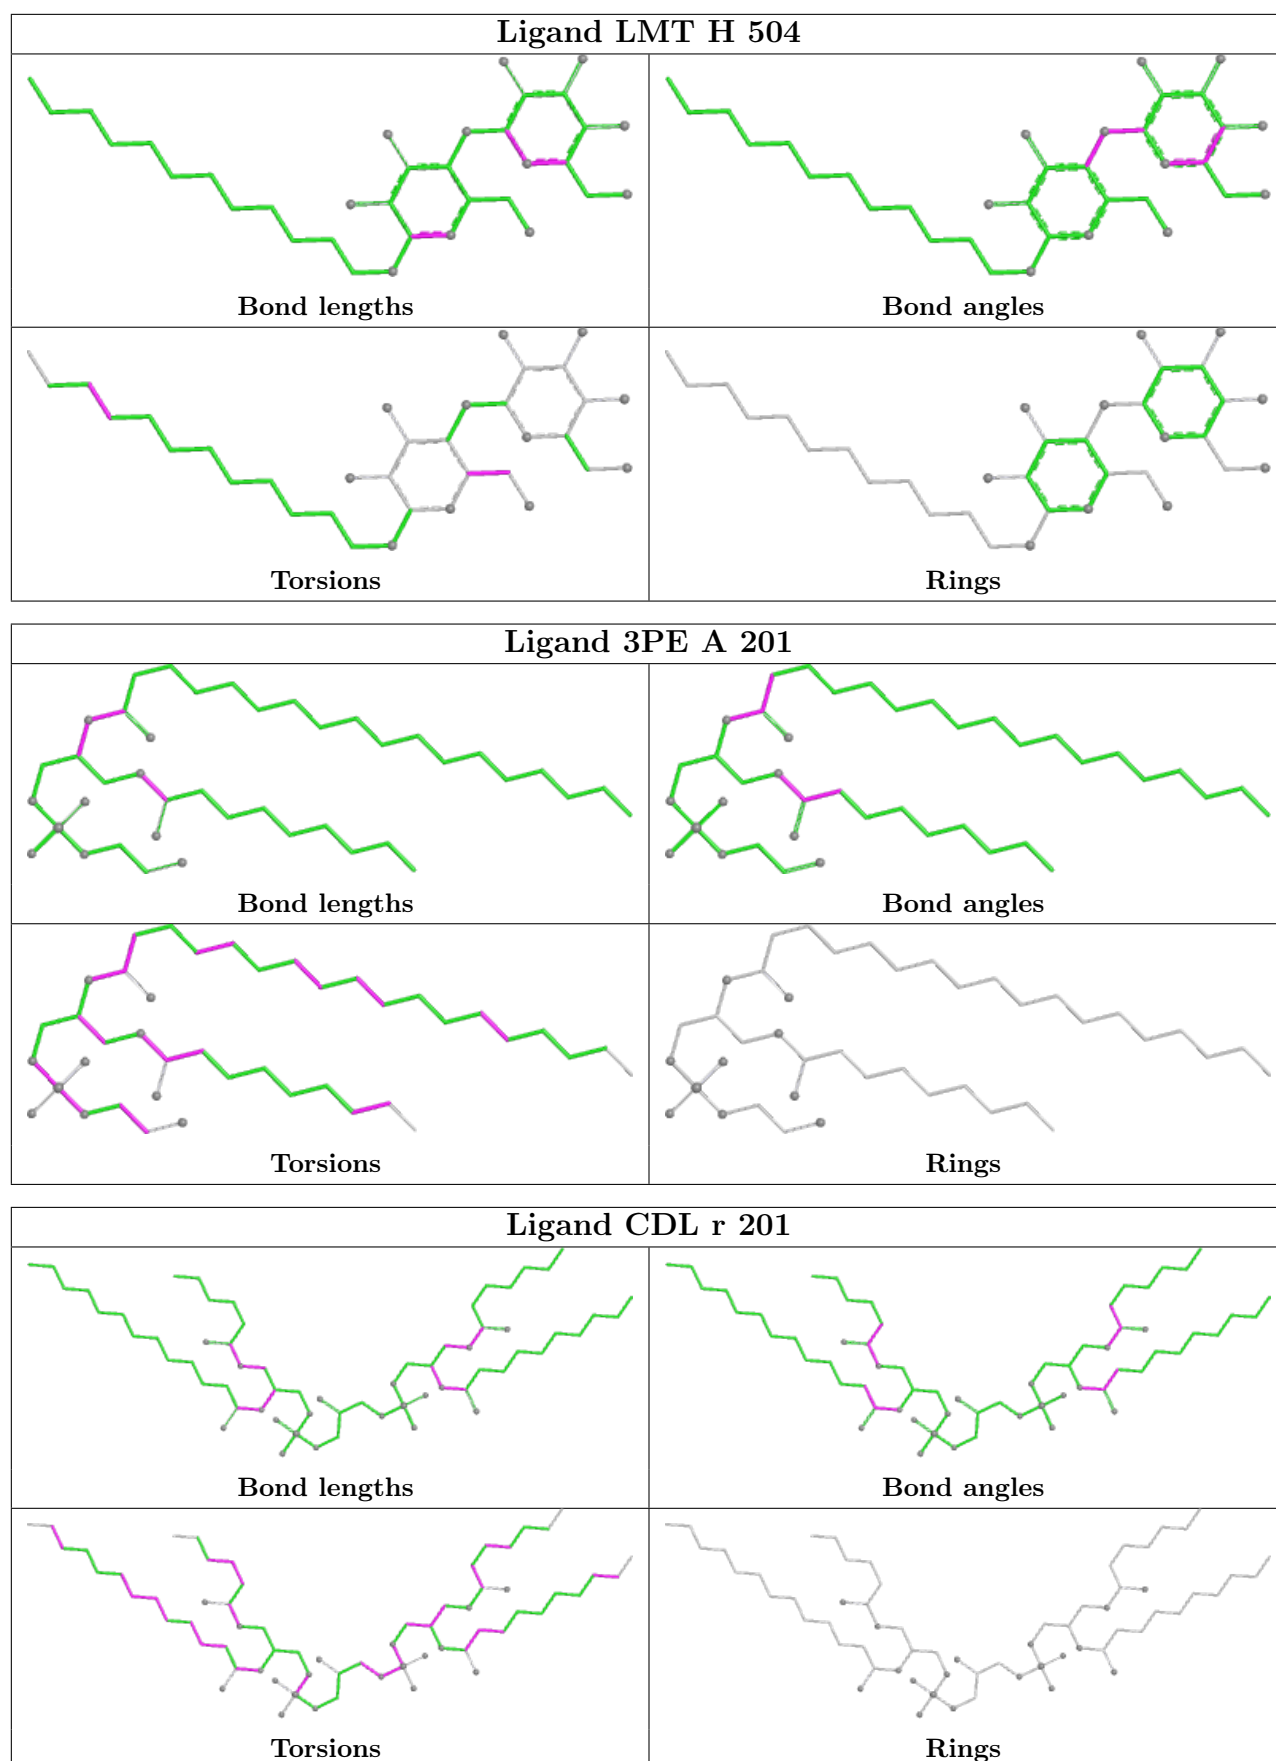 Ligand LMT H 504
Bond lengths
Bond angles
Torsions
Rings
Ligand 3PE A 201
Bond lengths
Bond angles
Torsions
Rings
Ligand CDL r 201
Bond lengths
Bond angles
Torsions
Rings